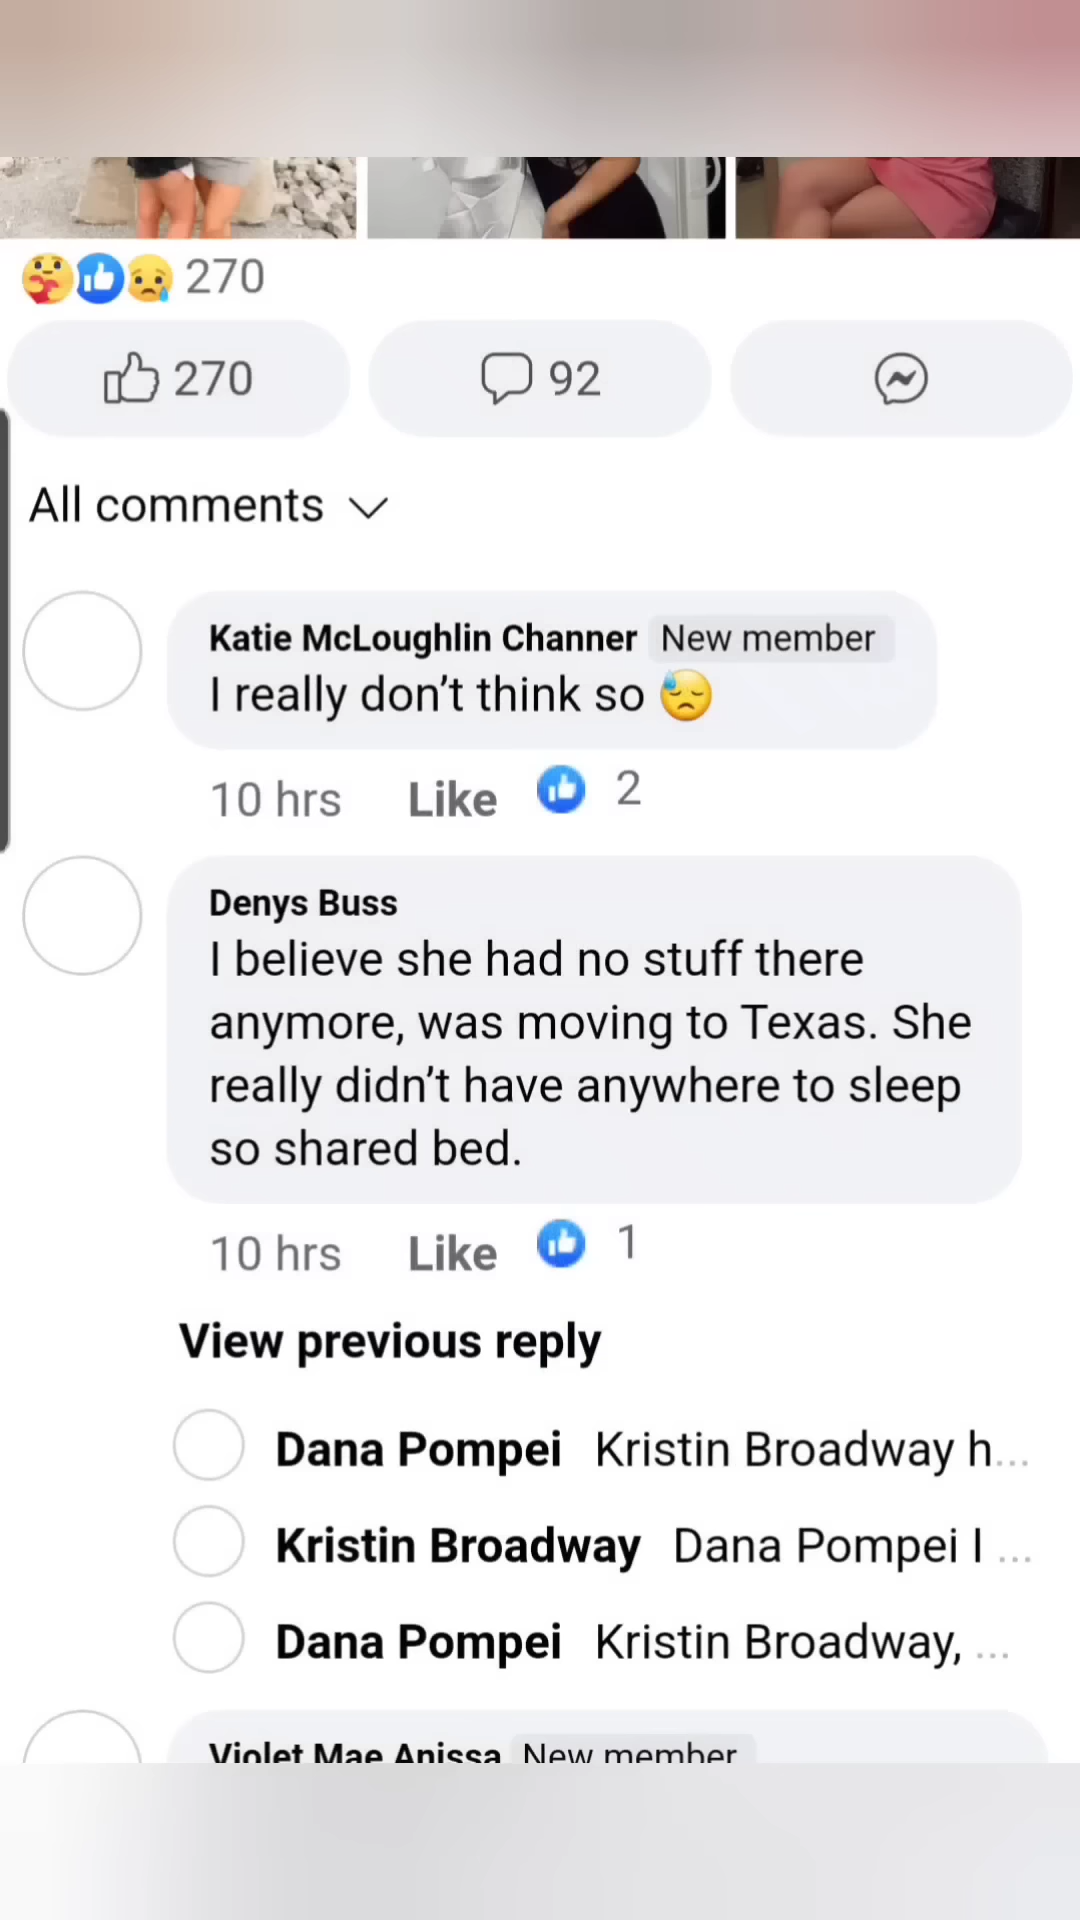 270
270
92
All comments
Katie McLoughlin Channer New member
I really don’t think so
10 hrs Like 2
Denys Buss
I believe she had no stuff there
anymore, was moving to Texas. She
really didn’t have anywhere to sleep
so shared bed.
10 hrs Like 1
View previous reply
Dana Pompei Kristin Broadway h...
Kristin Broadway Dana Pompei I ...
Dana Pompei Kristin Broadway, ...
Violet Mae Anissa New member